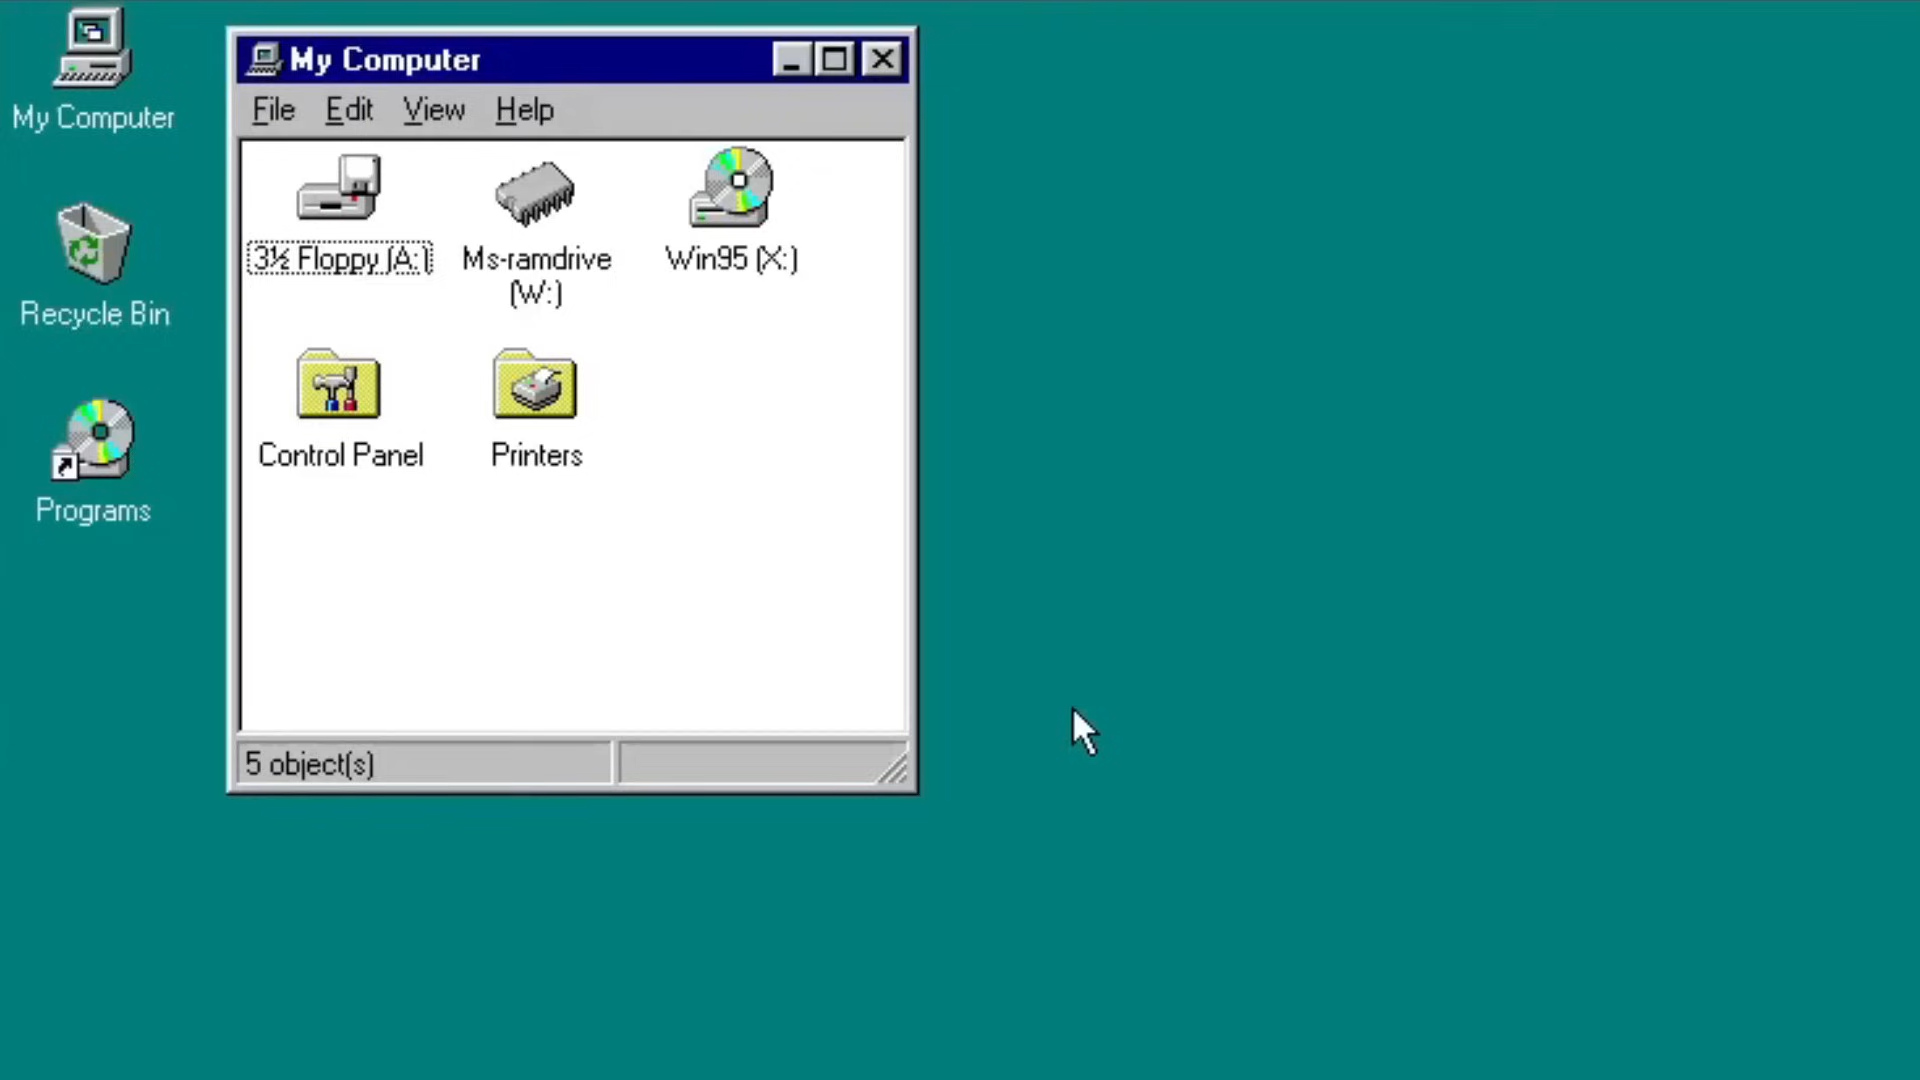 My Computer
Recycle Bin
Programs
My Computer
File Edit View Help
3½ Floppy (A:)
Ms-ramdrive
(W:)
Win95 (X:)
Control Panel
Printers
5 object(s)